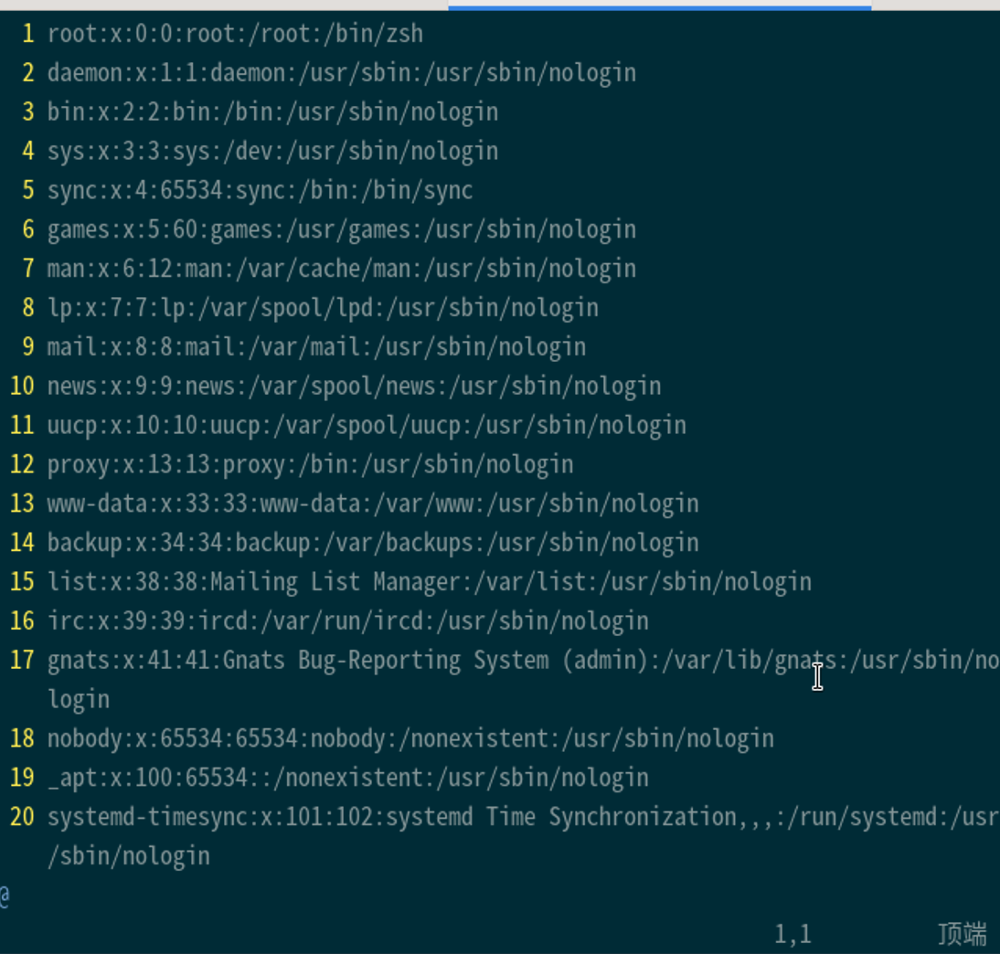 1 root:x:0:0:root:/root:/bin/zsh
2 daemon:x:1:1:daemon:/usr/sbin:/usr/sbin/nologin
3 bin:x:2:2:bin:/bin:/usr/sbin/nologin
4 sys:x:3:3:sys:/dev:/usr/sbin/nologin
5 sync:x:4:65534:sync:/bin:/bin/sync
6 games:x:5:60:games:/usr/games:/usr/sbin/nologin
7 man:x:6:12:man:/var/cache/man:/usr/sbin/nologin
8 lp:x:7:7:lp:/var/spool/lpd:/usr/sbin/nologin
9 mail:x:8:8:mail:/var/mail:/usr/sbin/nologin
10 news:x:9:9:news:/var/spool/news:/usr/sbin/nologin
11 uucp:x:10:10:uucp:/var/spool/uucp:/usr/sbin/nologin
12 proxy:x:13:13:proxy:/bin:/usr/sbin/nologin
13 www-data:x:33:33:www-data:/var/www:/usr/sbin/nologin
14 backup:x:34:34:backup:/var/backups:/usr/sbin/nologin
15 list:x:38:38:Mailing List Manager:/var/list:/usr/sbin/nologin
16 irc:x:39:39:ircd:/var/run/ircd:/usr/sbin/nologin
17 gnats:x:41:41:Gnats Bug-Reporting System (admin):/var/lib/gnats:/usr/sbin/no
login
18 nobody:x:65534:65534:nobody:/nonexistent:/usr/sbin/nologin
19 _apt:x:100:65534::/nonexistent:/usr/sbin/nologin
20 systemd-timesync:x:101:102:systemd Time Synchronization,,,:/run/systemd:/usr
/sbin/nologin
@
1,1 顶端